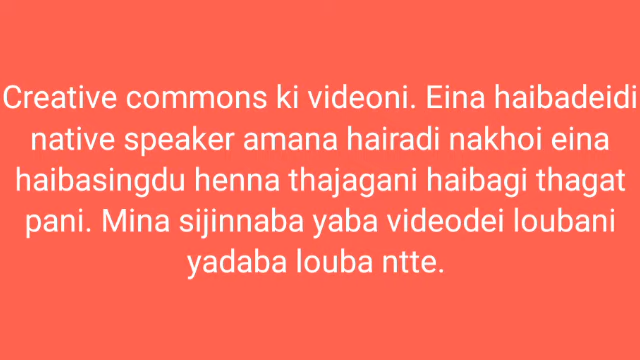 Creative commons ki videoni. Eina haibadeidi
native speaker amana hairadi nakhoi eina
haibasingdu henna thajagani haibagi thagat
pani. Mina sijinnaba yaba videodei loubani
yadaba louba ntte.